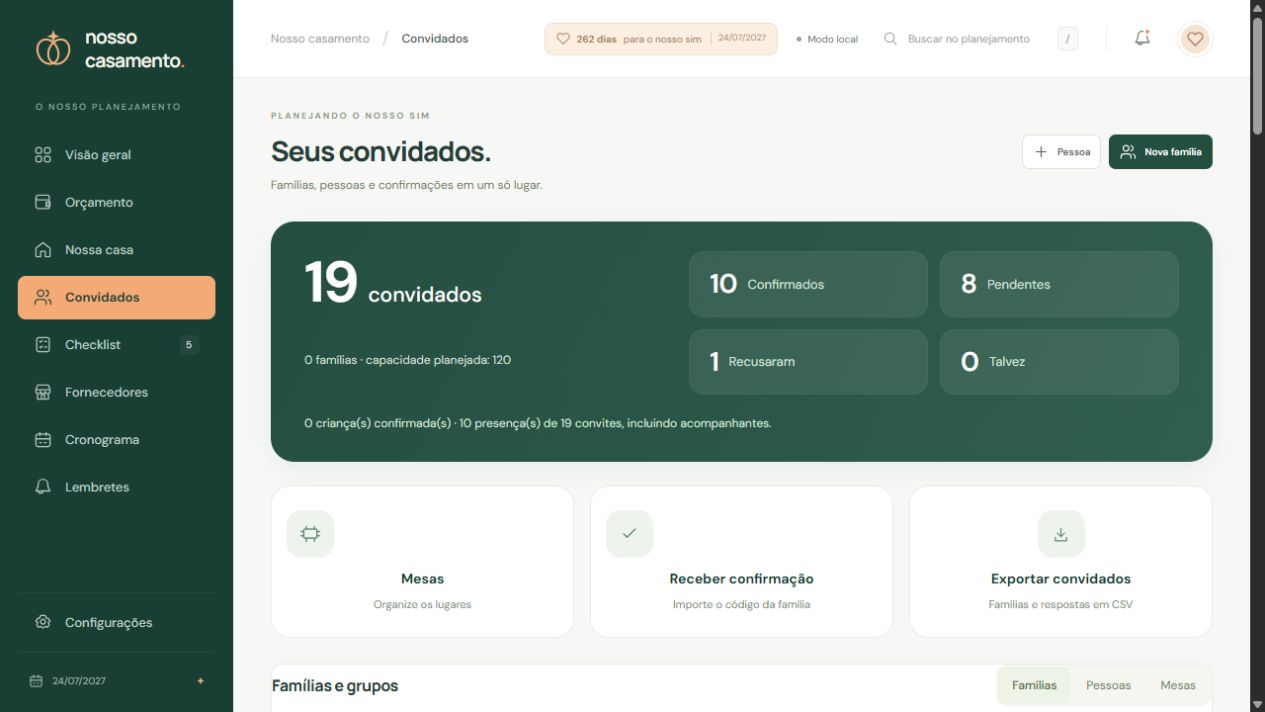 nosso
casamento.
O NOSSO PLANEJAMENTO
Visão geral
Orçamento
Nossa casa
Convidados
Checklist 5
Fornecedores
Cronograma
Lembretes
Configurações
24/07/2027
Nosso casamento / Convidados
262 dias para o nosso sim 24/07/2027
Modo local
Buscar no planejamento /
PLANEJANDO O NOSSO SIM
Seus convidados.
Famílias, pessoas e confirmações em um só lugar.
Pessoa
Nova família
19 convidados
0 famílias · capacidade planejada: 120
10 Confirmados
8 Pendentes
1 Recusaram
0 Talvez
0 criança(s) confirmada(s) · 10 presença(s) de 19 convites, incluindo acompanhantes.
Mesas
Organize os lugares
Receber confirmação
Importe o código da família
Exportar convidados
Famílias e respostas em CSV
Famílias e grupos
Famílias Pessoas Mesas